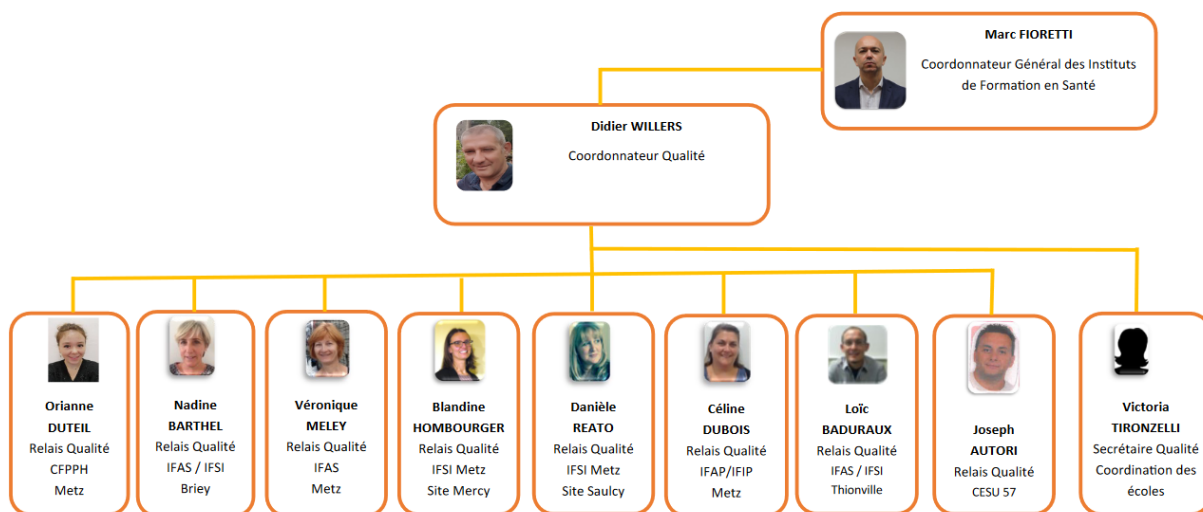 Marc FIORETTI
Coordonnateur Général des Instituts
de Formation en Santé
Didier WILLERS
Coordonnateur Qualité
Orianne
DUTEIL
Relais Qualité
CFPPH
Metz
Nadine
BARTHEL
Relais Qualité
IFAS / IFSI
Briey
Véronique
MELEY
Relais Qualité
IFAS
Metz
Blandine
HOMBOURGER
Relais Qualité
IFSI Metz
Site Mercy
Danièle
REATO
Relais Qualité
IFSI Metz
Site Saulcy
Céline
DUBOIS
Relais Qualité
IFAP/IFIP
Metz
Loïc
BADURAUX
Relais Qualité
IFAS / IFSI
Thionville
Joseph
AUTORI
Relais Qualité
CESU 57
Victoria
TIRONZELLI
Secrétaire Qualité
Coordination des
écoles